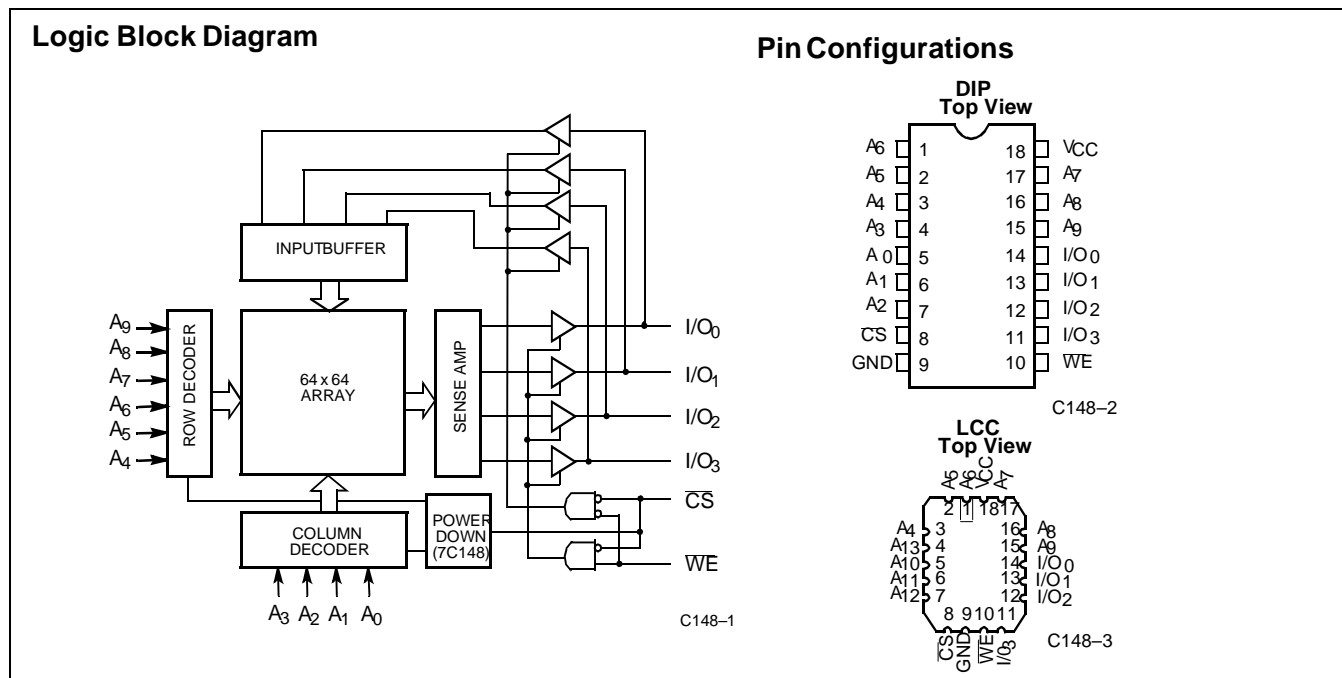 Logic Block Diagram
INPUTBUFFER
A9
A8
A7
A6
A5
A4
ROW DECODER
64 x 64
ARRAY
SENSE AMP
I/O0
I/O1
I/O2
I/O3
CS
WE
COLUMN
DECODER
POWER
DOWN
(7C148)
A3 A2 A1 A0
C148–1
Pin Configurations
DIP
Top View
A6 1 18 VCC
A5 2 17 A7
A4 3 16 A8
A3 4 15 A9
A0 5 14 I/O0
A1 6 13 I/O1
A2 7 12 I/O2
CS 8 11 I/O3
GND 9 10 WE
C148–2
LCC
Top View
A5 A6 VCC A7
2 1 18 17
A4 3 16 A8
A13 4 15 A9
A10 5 14 I/O0
A11 6 13 I/O1
A12 7 12 I/O2
8 9 10 11
CS GND WE I/O3
C148–3